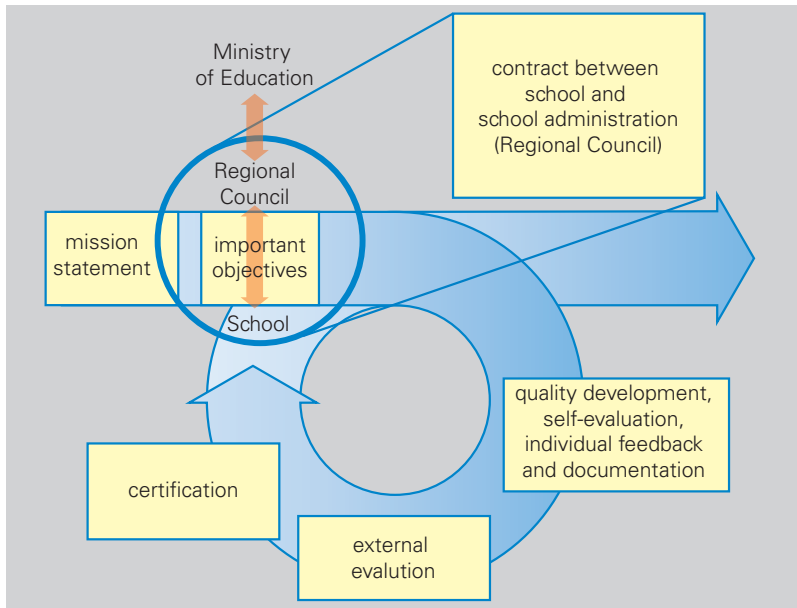 Ministry
of Education
Regional
Council
contract between
school and
school administration
(Regional Council)
mission
statement
important
objectives
School
quality development,
self-evaluation,
individual feedback
and documentation
certification
external
evalution